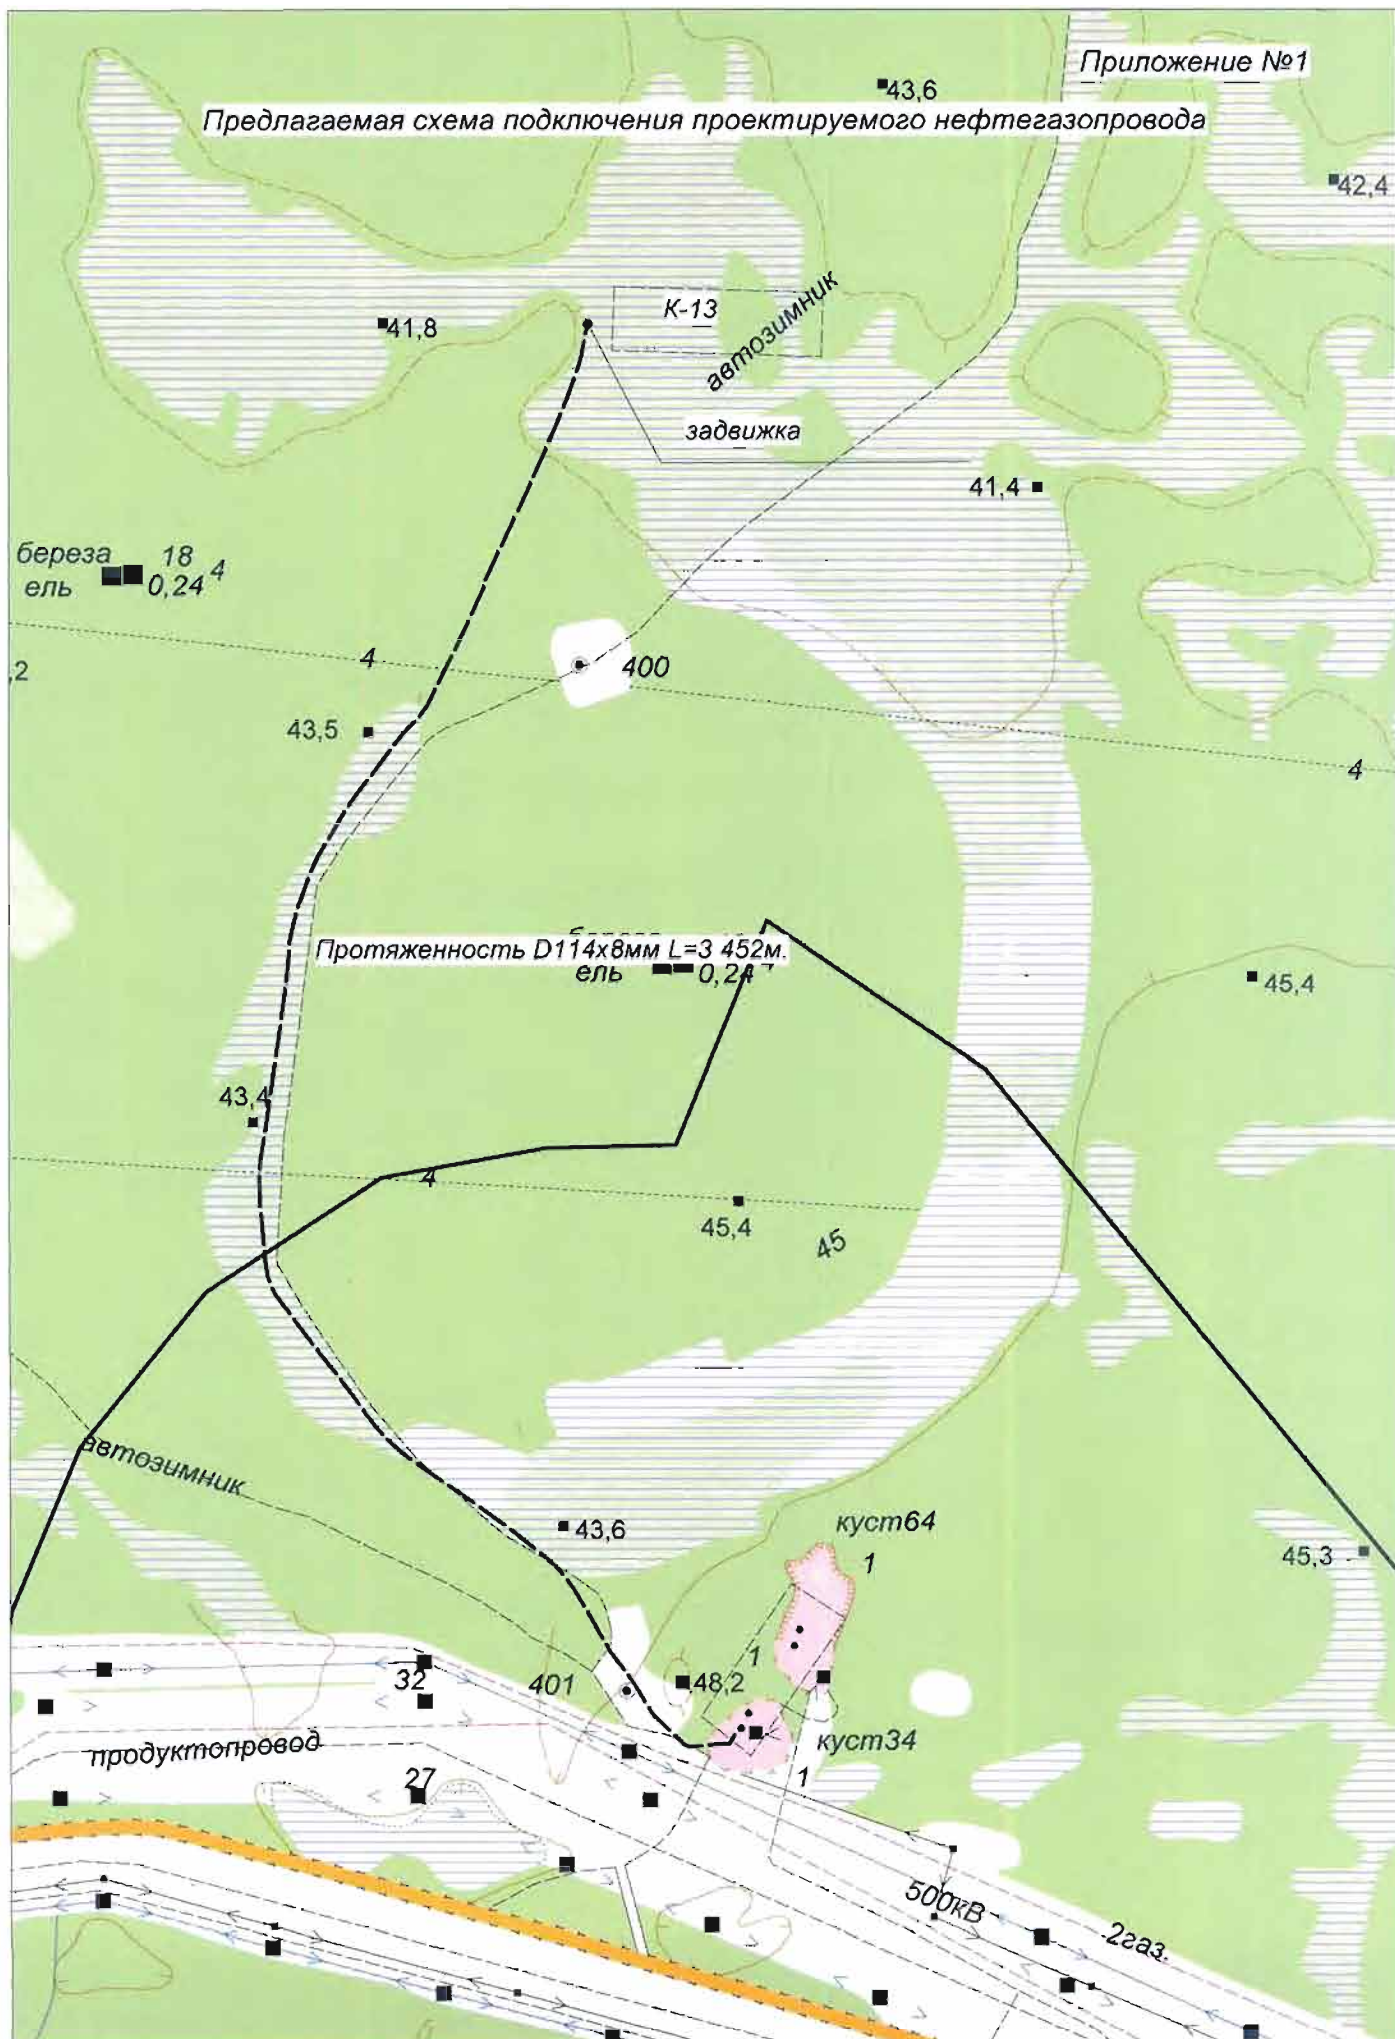 Приложение №1
43,6
Предлагаемая схема подключения проектируемого нефтегазопровода
42,4
К-13
автозимник
41,8
задвижка
41,4
береза 18
ель 0,24 4
4
400
,2
43,5
4
Протяженность D114x8мм L=3 452м.
ель 0,24
45,4
43,4
4
45,4
45
автозимник
43,6
куст64
1
45,3
1
32
401
48,2
продуктопровод
куст34
27
1
500кВ
2газ.